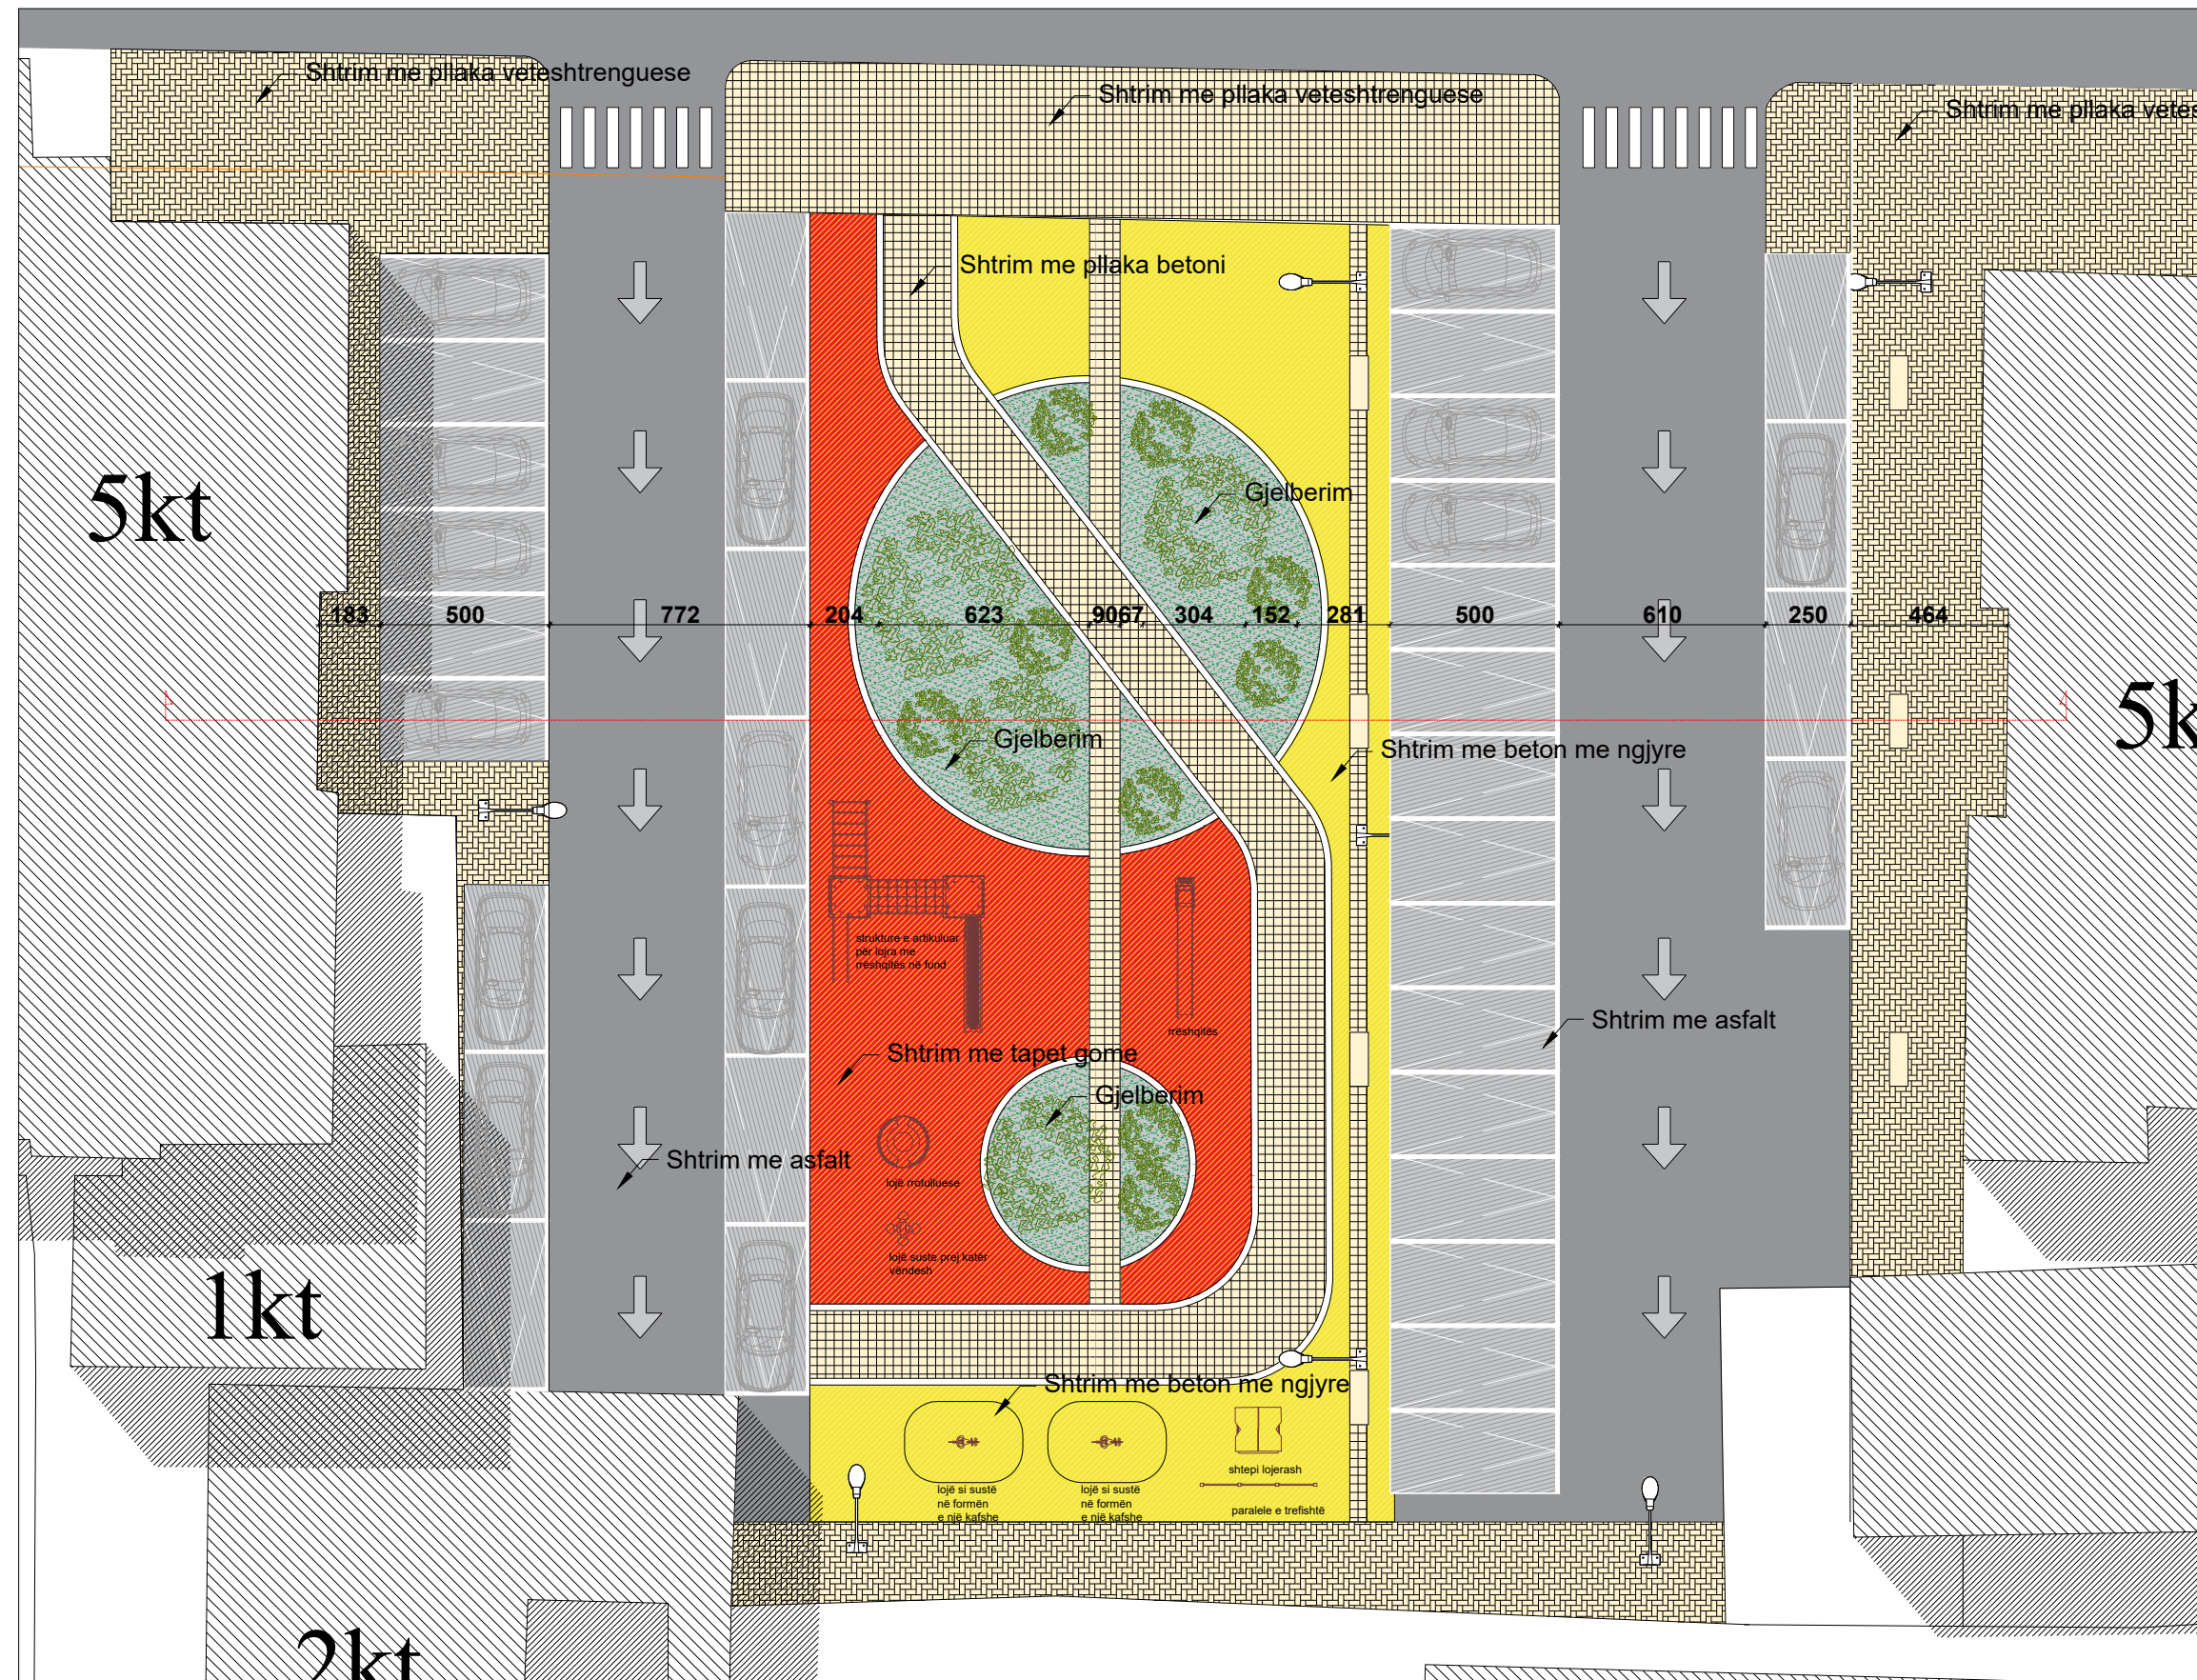 Shtrim me pllaka veteshtrenguese
Shtrim me pllaka veteshtrenguese
Shtrim me pllaka vetes
Shtrim me pllaka betoni
5kt
Gjelberim
183 500 772 204 623 90 67 304 152 281 500 610 250 464
5k
Gjelberim
Shtrim me beton me ngjyre
strukture e artikuluar
për lojra me
rrëshqitës në fund
rrëshqitës
Shtrim me asfalt
Shtrim me tapet gome
Gjelberim
Shtrim me asfalt
lojë rrotulluese
lojë suste prej katër
vëndesh
1kt
Shtrim me beton me ngjyre
shtepi lojerash
lojë si sustë
në formën
e një kafshe
lojë si sustë
në formën
e një kafshe
paralele e trefishtë
2kt